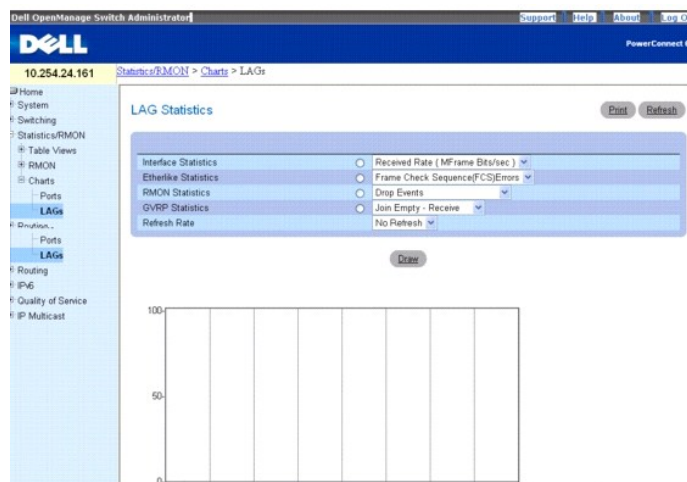 Dell OpenManage Switch Administrator
Support Help About Log O
DELL
PowerConnect
10.254.24.161
Statistics/RMON > Charts > LAGs
Home
System
Switching
Statistics/RMON
Table Views
RMON
Charts
Ports
LAGs
Ports
LAGs
Routing
IPv6
Quality of Service
IP Multicast
LAG Statistics
Print Refresh
Interface Statistics Received Rate ( MFrame Bits/sec )
Etherlike Statistics Frame Check Sequence(FCS)Errors
RMON Statistics Drop Events
GVRP Statistics Join Empty - Receive
Refresh Rate No Refresh
Draw
100
50
0